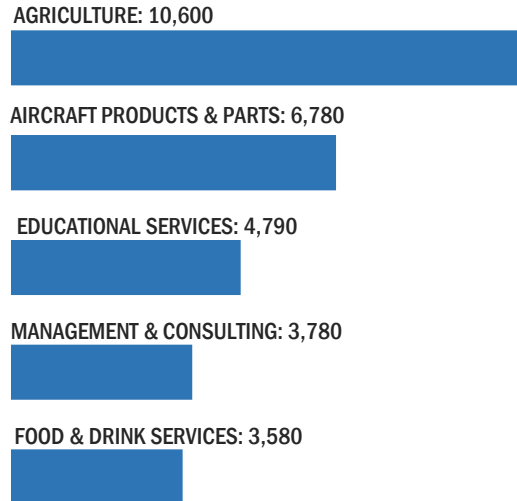 AGRICULTURE: 10,600
AIRCRAFT PRODUCTS & PARTS: 6,780
EDUCATIONAL SERVICES: 4,790
MANAGEMENT & CONSULTING: 3,780
FOOD & DRINK SERVICES: 3,580